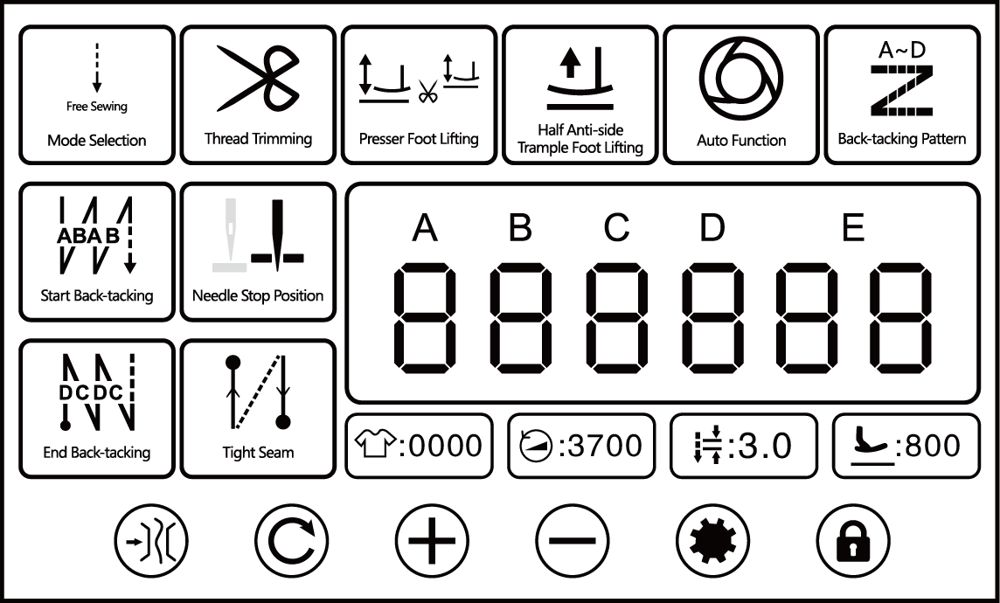 Free Sewing
Mode Selection
Thread Trimming
Presser Foot Lifting
Half Anti-side
Trample Foot Lifting
Auto Function
A~D
Back-tacking Pattern
ABAB
Start Back-tacking
Needle Stop Position
A B C D E
888888
DCDC
End Back-tacking
Tight Seam
:0000
:3700
:3.0
:800